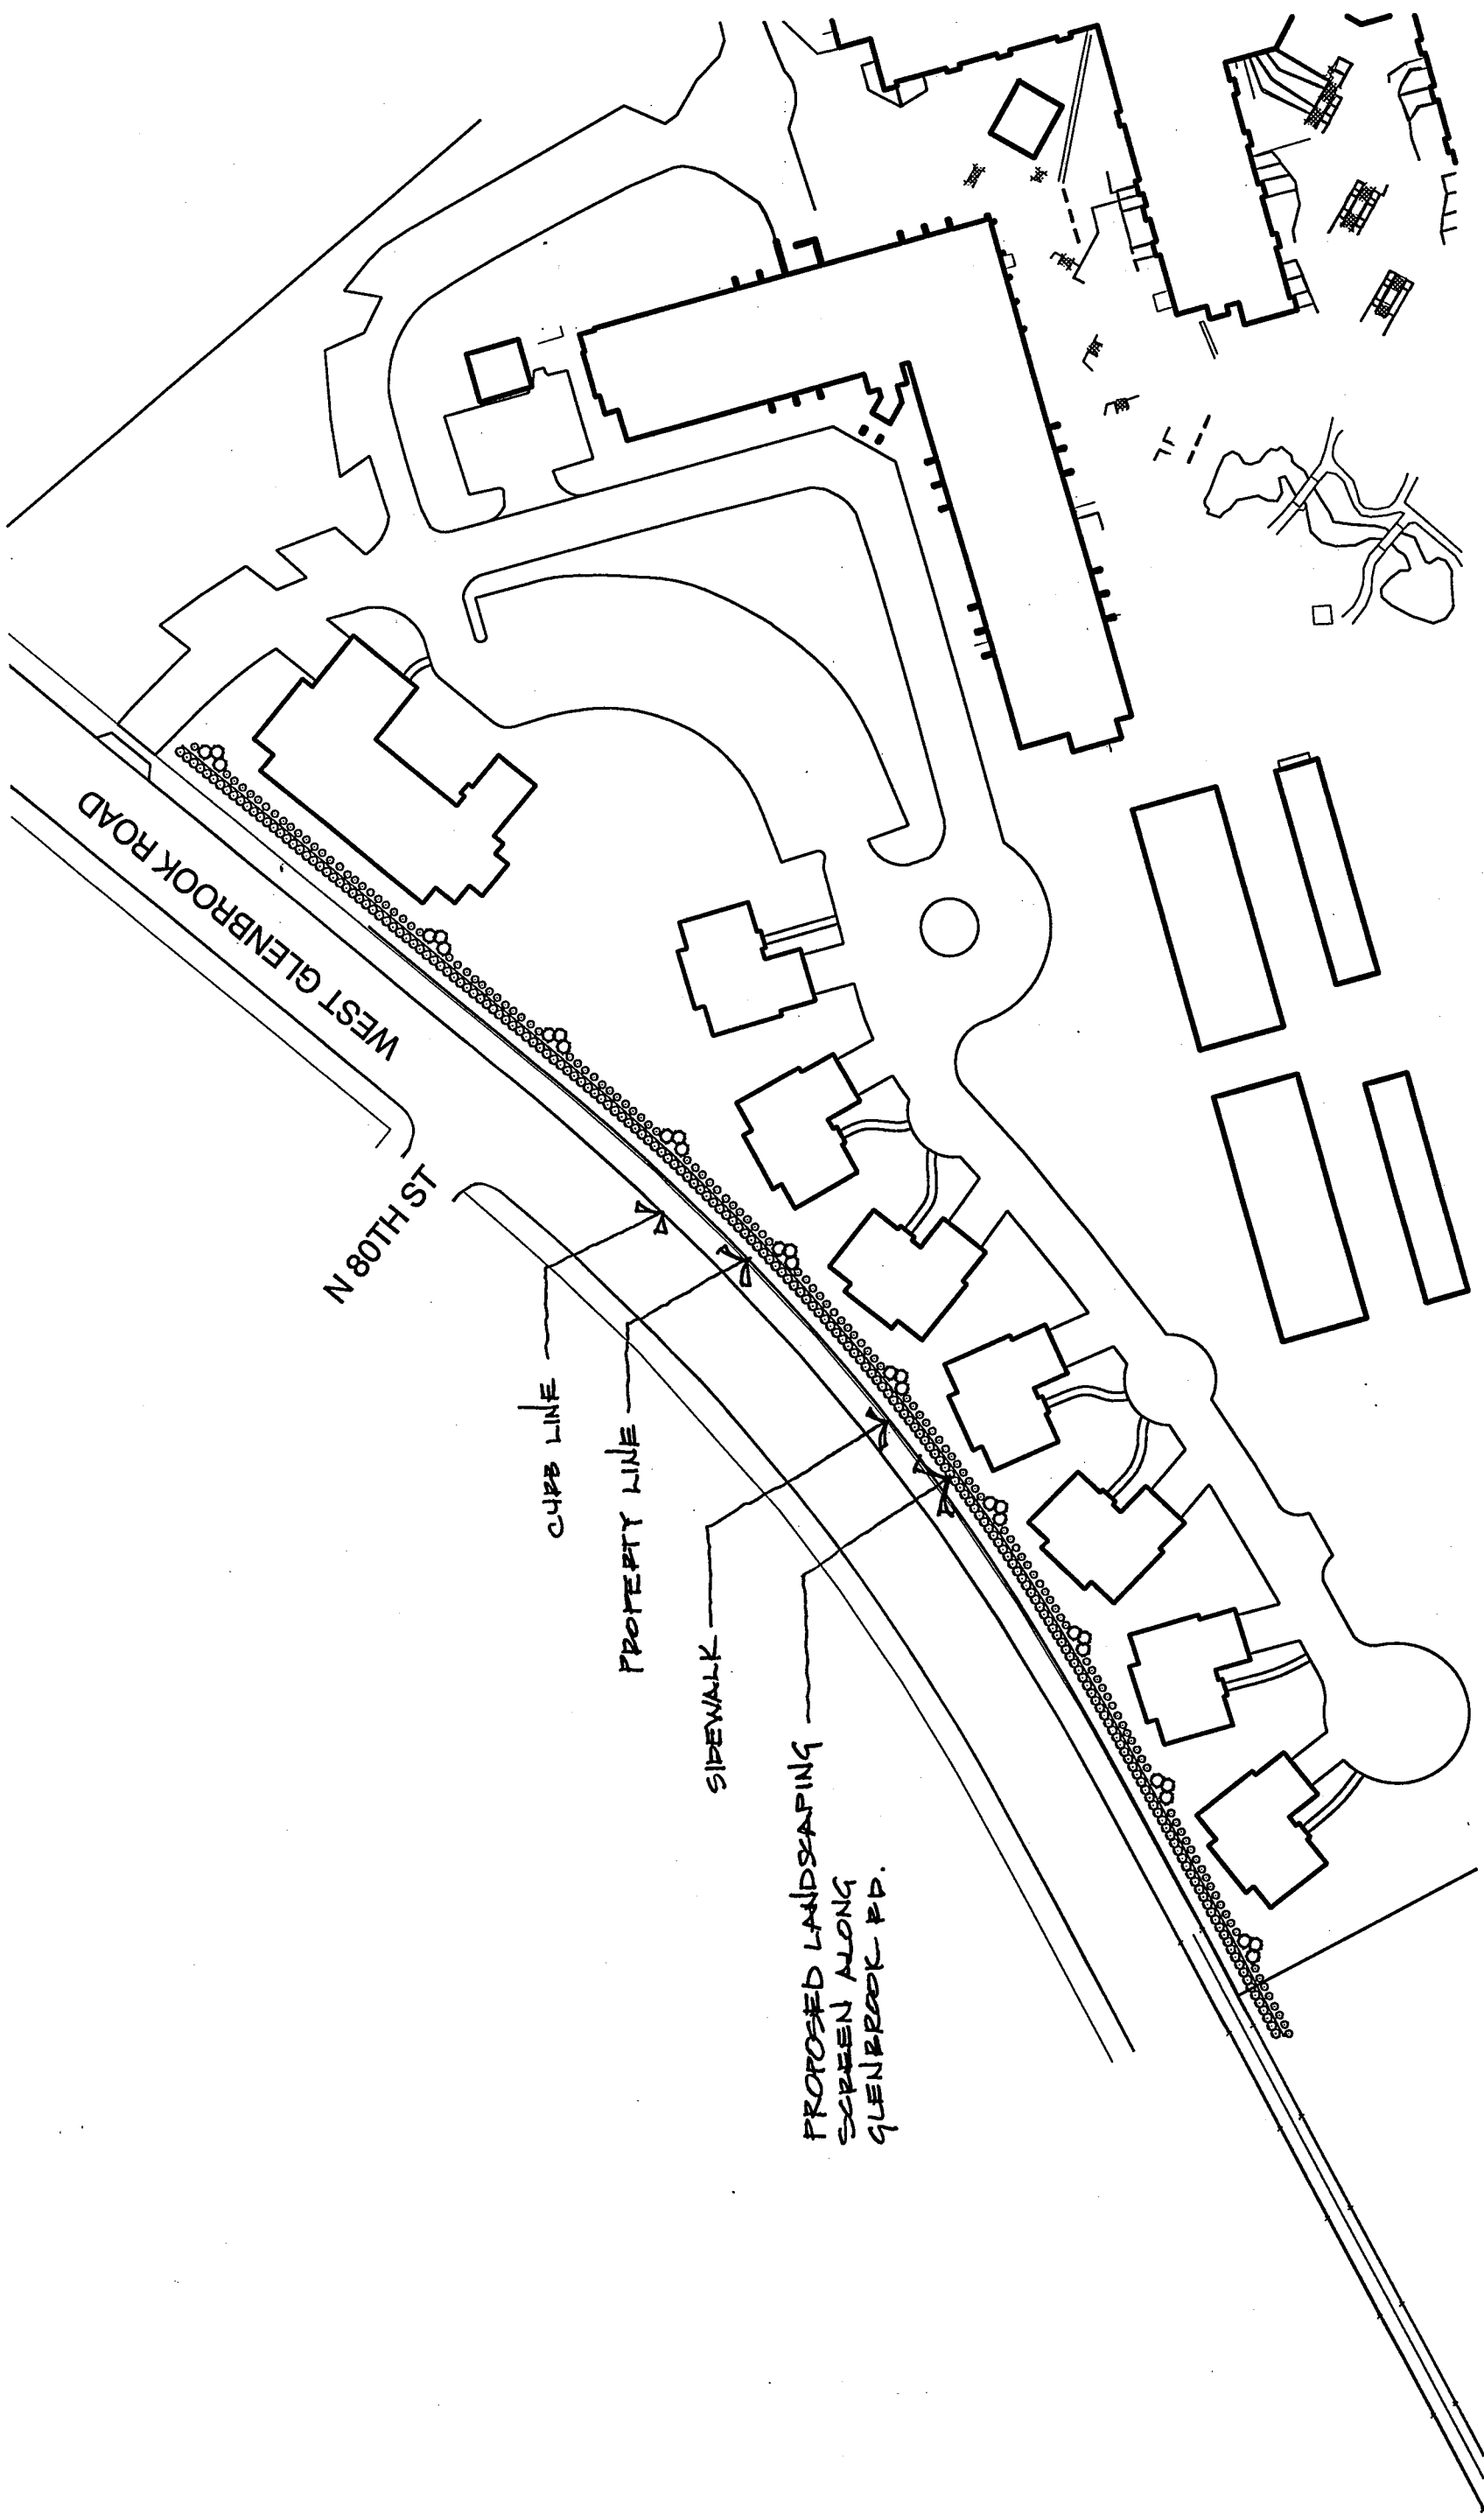 WEST GLENBROOK ROAD
N 80TH ST
CURB LINE
PROPERTY LINE
SIDEWALK
PROPOSED LANDSCAPING
SCREEN ALONG
GLENBROOK RD.